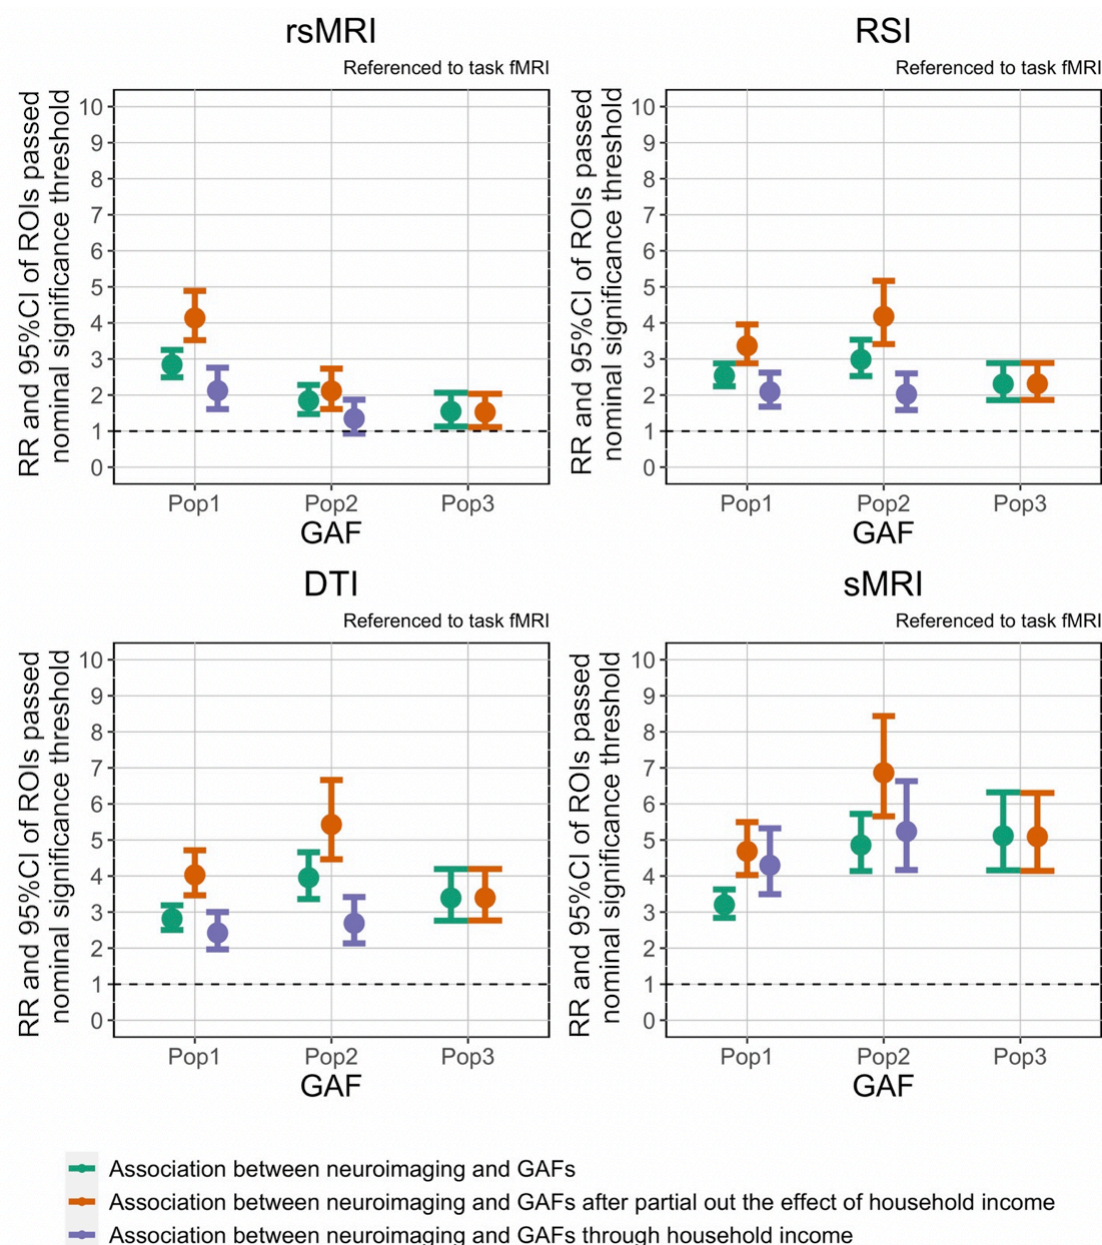 rsMRI
Referenced to task fMRI
RR and 95%CI of ROIs passed
nominal significance threshold
10
9
8
7
6
5
4
3
2
1
0
Pop1 Pop2 Pop3
GAF
RSI
Referenced to task fMRI
RR and 95%CI of ROIs passed
nominal significance threshold
10
9
8
7
6
5
4
3
2
1
0
Pop1 Pop2 Pop3
GAF
DTI
Referenced to task fMRI
RR and 95%CI of ROIs passed
nominal significance threshold
10
9
8
7
6
5
4
3
2
1
0
Pop1 Pop2 Pop3
GAF
sMRI
Referenced to task fMRI
RR and 95%CI of ROIs passed
nominal significance threshold
10
9
8
7
6
5
4
3
2
1
0
Pop1 Pop2 Pop3
GAF
Association between neuroimaging and GAFs
Association between neuroimaging and GAFs after partial out the effect of household income
Association between neuroimaging and GAFs through household income